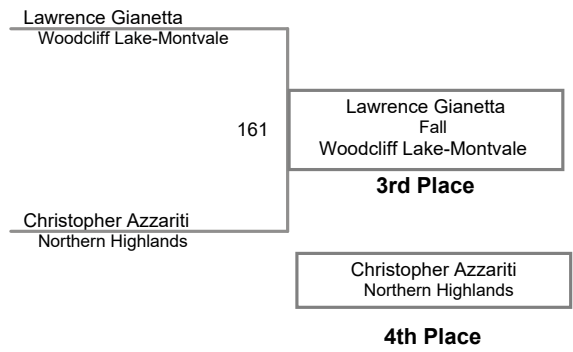 Lawrence Gianetta
Woodcliff Lake-Montvale
161
Lawrence Gianetta
Fall
Woodcliff Lake-Montvale
3rd Place
Christopher Azzariti
Northern Highlands
Christopher Azzariti
Northern Highlands
4th Place